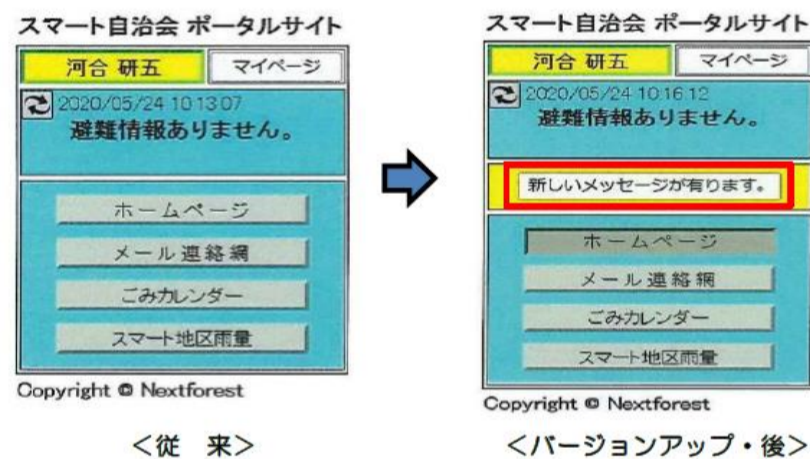 スマート自治会 ポータルサイト
河合 研五 マイページ
2020/05/24 10:13:07
避難情報ありません。
ホームページ
メール連絡網
ごみカレンダー
スマート地区雨量
Copyright © Nextforest
＜従 来＞
スマート自治会 ポータルサイト
河合 研五 マイページ
2020/05/24 10:16:12
避難情報ありません。
新しいメッセージが有ります。
ホームページ
メール連絡網
ごみカレンダー
スマート地区雨量
Copyright © Nextforest
＜バージョンアップ・後＞